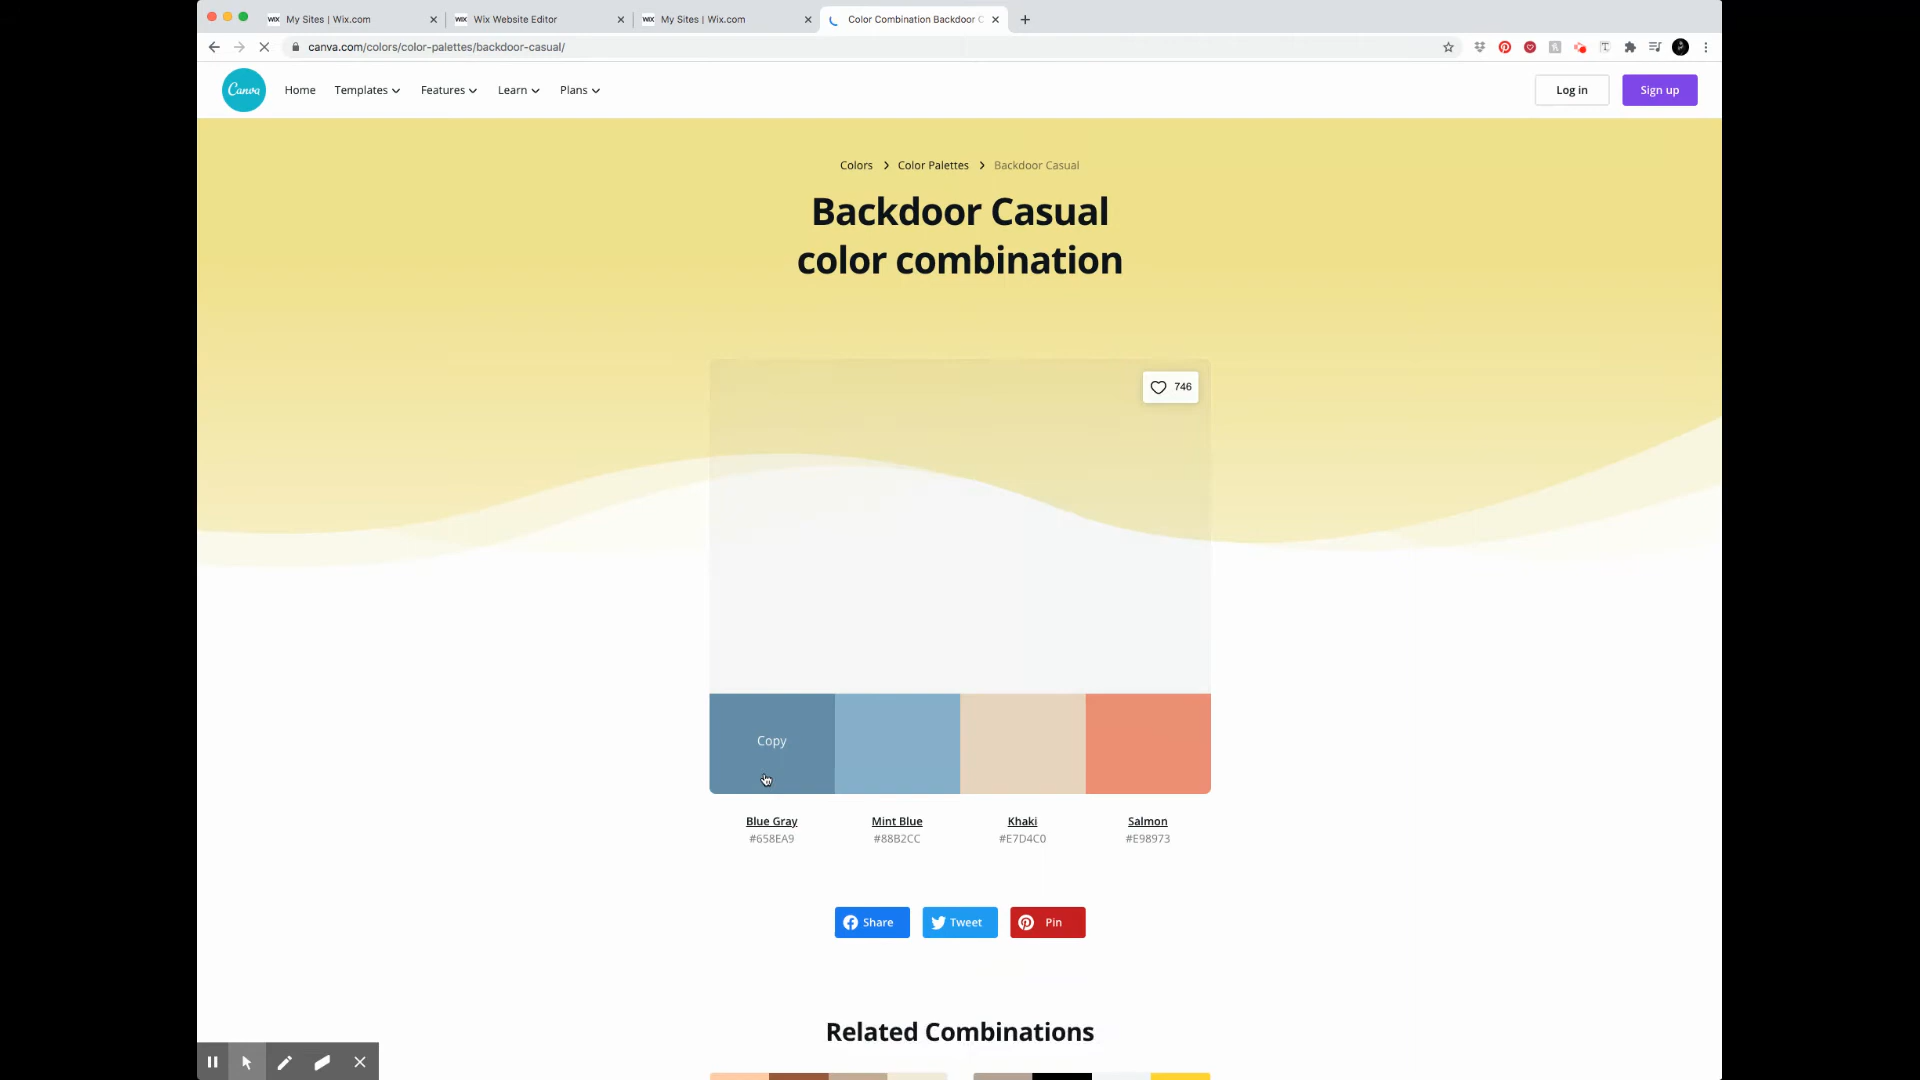 WIX My Sites | Wix.com
WIX Wix Website Editor
WIX My Sites | Wix.com
Color Combination Backdoor C
canva.com/colors/color-palettes/backdoor-casual/
Canva
Home
Templates
Features
Learn
Plans
Log in
Sign up
Colors > Color Palettes > Backdoor Casual
Backdoor Casual
color combination
746
Copy
Blue Gray
#658EA9
Mint Blue
#88B2CC
Khaki
#E7D4C0
Salmon
#E98973
Share
Tweet
Pin
Related Combinations